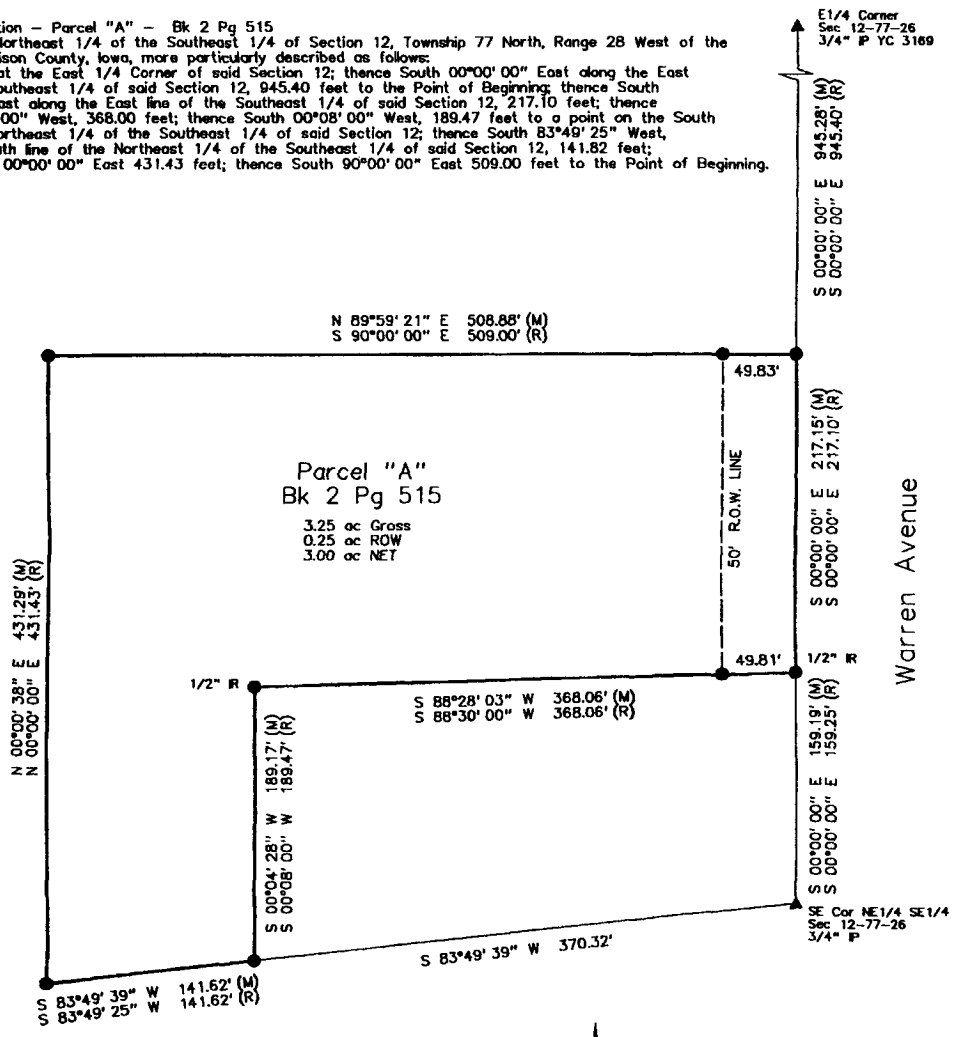 tion – Parcel "A" – Bk 2 Pg 515
Northeast 1/4 of the Southeast 1/4 of Section 12, Township 77 North, Range 28 West of the
ison County, Iowa, more particularly described as follows:
at the East 1/4 Corner of said Section 12; thence South 00°00' 00" East along the East
outheast 1/4 of said Section 12, 945.40 feet to the Point of Beginning; thence South
ast along the East line of the Southeast 1/4 of said Section 12, 217.10 feet; thence
'00" West, 368.00 feet; thence South 00°08' 00" West, 189.47 feet to a point on the South
ortheast 1/4 of the Southeast 1/4 of said Section 12; thence South 83°49' 25" West,
th line of the Northeast 1/4 of the Southeast 1/4 of said Section 12, 141.82 feet;
00°00' 00" East 431.43 feet; thence South 90°00' 00" East 509.00 feet to the Point of Beginning.
E1/4 Corner
Sec 12-77-26
3/4" IP YC 3169
S 00°00' 00" E 945.28' (M)
S 00°00' 00" E 945.40' (R)
N 89°59' 21" E 508.88' (M)
S 90°00' 00" E 509.00' (R)
49.83'
Parcel "A"
Bk 2 Pg 515
3.25 ac Gross
0.25 ac ROW
3.00 ac NET
50' R.O.W. LINE
S 00°00' 00" E 217.15' (M)
S 00°00' 00" E 217.10' (R)
Warren Avenue
N 00°00' 38" E 431.29' (M)
N 00°00' 00" E 431.43' (R)
1/2" IR
49.81'
1/2" IR
S 88°28' 03" W 368.06' (M)
S 88°30' 00" W 368.06' (R)
S 00°04' 28" W 189.17' (M)
S 00°08' 00" W 189.47' (R)
S 00°00' 00" E 159.19' (M)
S 00°00' 00" E 159.25' (R)
SE Cor NE1/4 SE1/4
Sec 12-77-26
3/4" IP
S 83°49' 39" W 370.32'
S 83°49' 39" W 141.62' (M)
S 83°49' 25" W 141.62' (R)